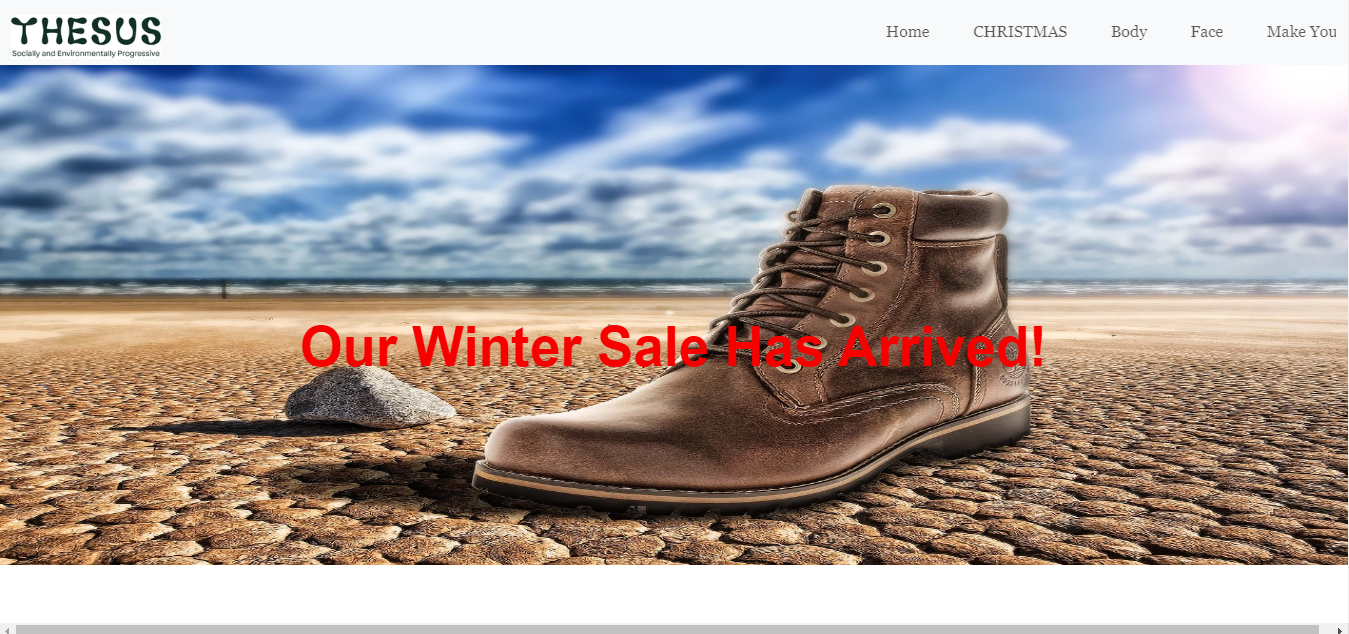 THESUS
Socially and Environmentally Progressive
Home CHRISTMAS Body Face Make You
Our Winter Sale Has Arrived!